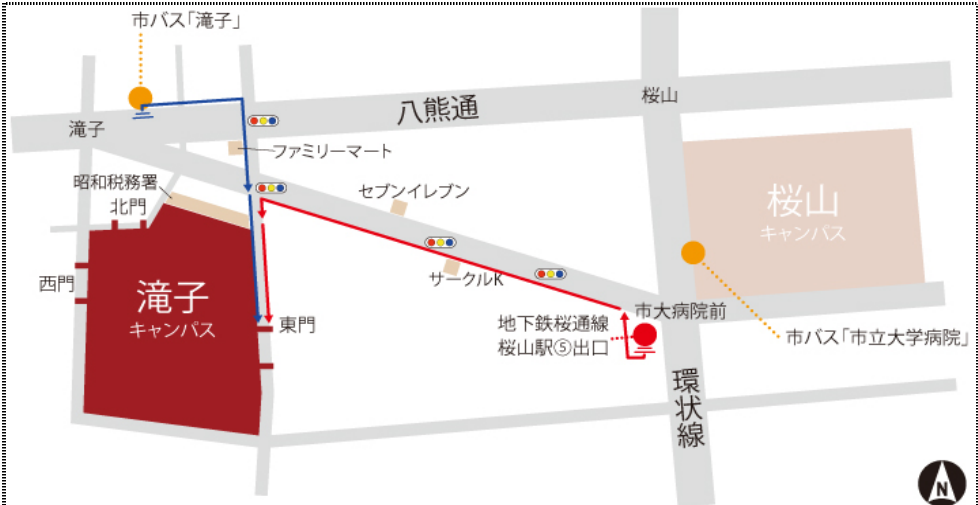 市バス「滝子」
桜山
八熊通
滝子
ファミリーマート
昭和税務署
北門
セブンイレブン
桜山
キャンパス
西門
サークルK
滝子
キャンパス
東門
市大病院前
地下鉄桜通線
桜山駅⑤出口
市バス「市立大学病院」
環状線
N